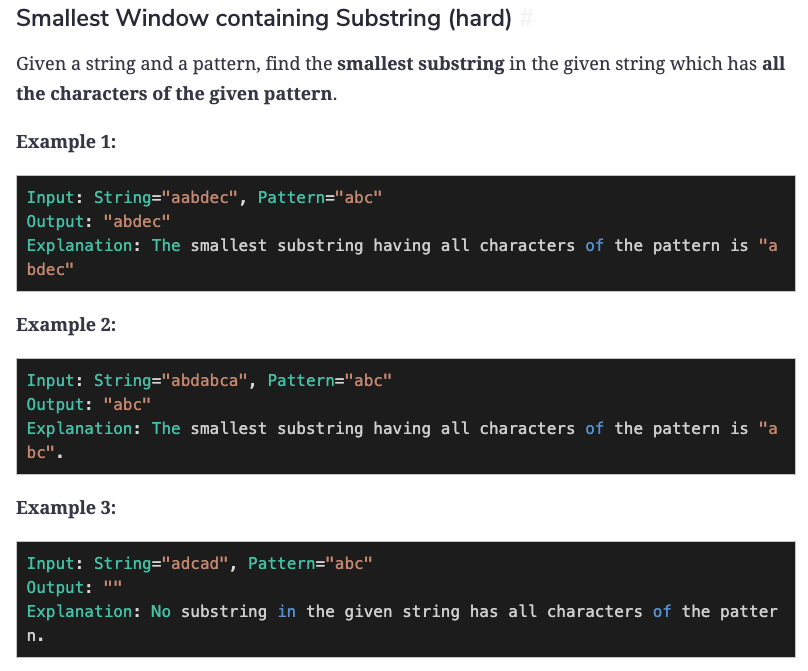 Smallest Window containing Substring (hard) #
Given a string and a pattern, find the smallest substring in the given string which has all
the characters of the given pattern.
Example 1:
Input: String="aabdec", Pattern="abc"
Output: "abdec"
Explanation: The smallest substring having all characters of the pattern is "a
bdec"
Example 2:
Input: String="abdabca", Pattern="abc"
Output: "abc"
Explanation: The smallest substring having all characters of the pattern is "a
bc".
Example 3:
Input: String="adcad", Pattern="abc"
Output: ""
Explanation: No substring in the given string has all characters of the patter
n.